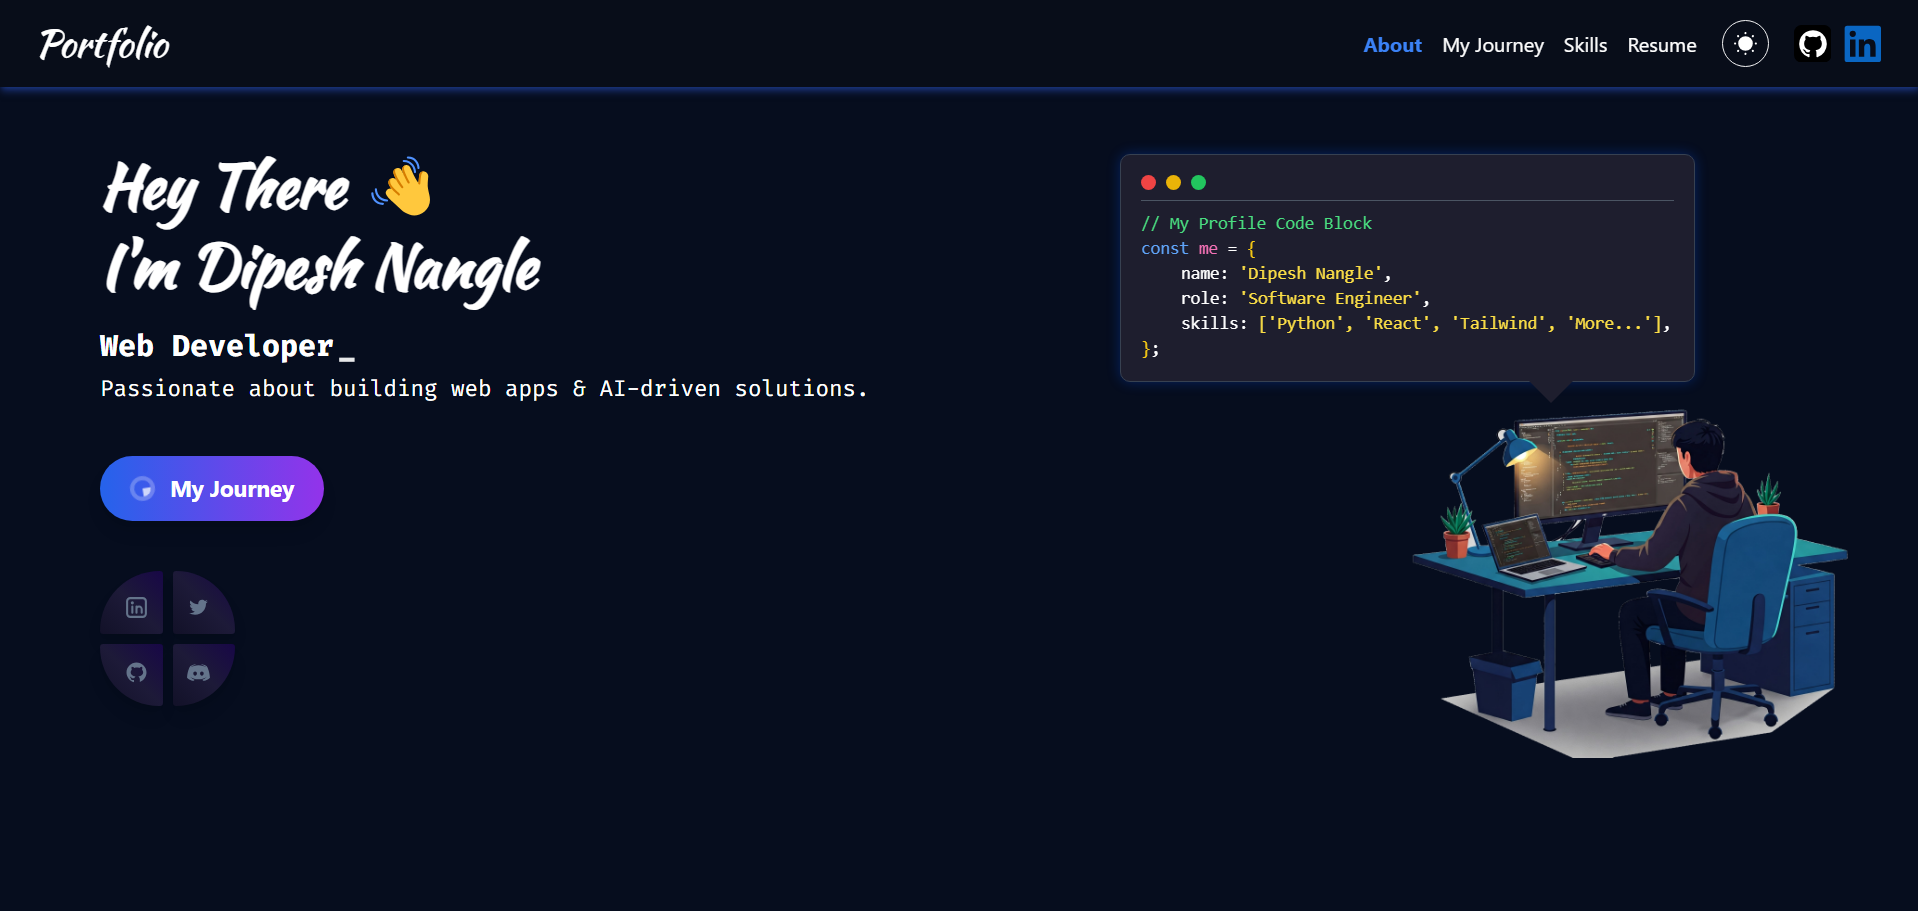 Portfolio
About My Journey Skills Resume
Hey There 👋
I'm Dipesh Nangle
Web Developer_
Passionate about building web apps & AI-driven solutions.
My Journey
// My Profile Code Block
const me = {
name: 'Dipesh Nangle',
role: 'Software Engineer',
skills: ['Python', 'React', 'Tailwind', 'More...'],
};